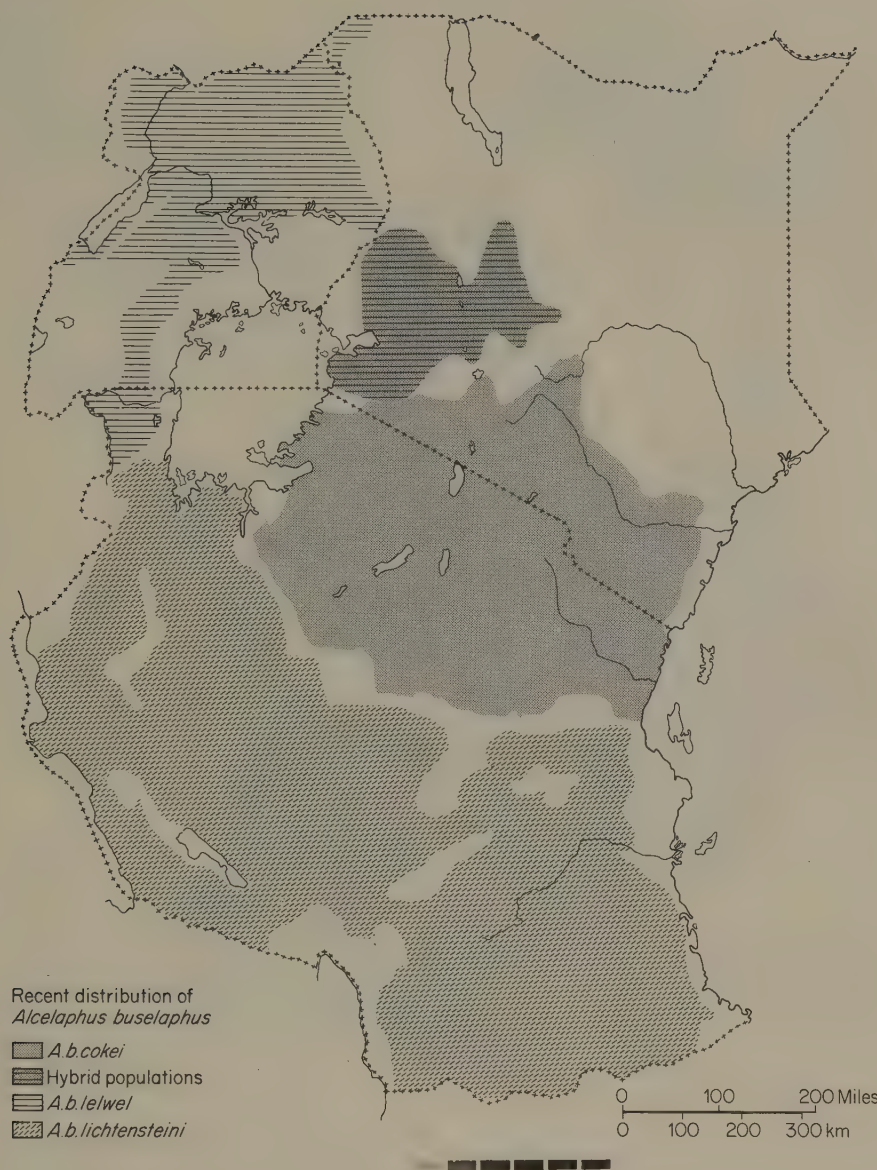 Recent distribution of
Alcelaphus buselaphus
A.b.cokei
Hybrid populations
A.b.lelwel
A.b.lichtensteini
0 100 200 Miles
0 100 200 300 km